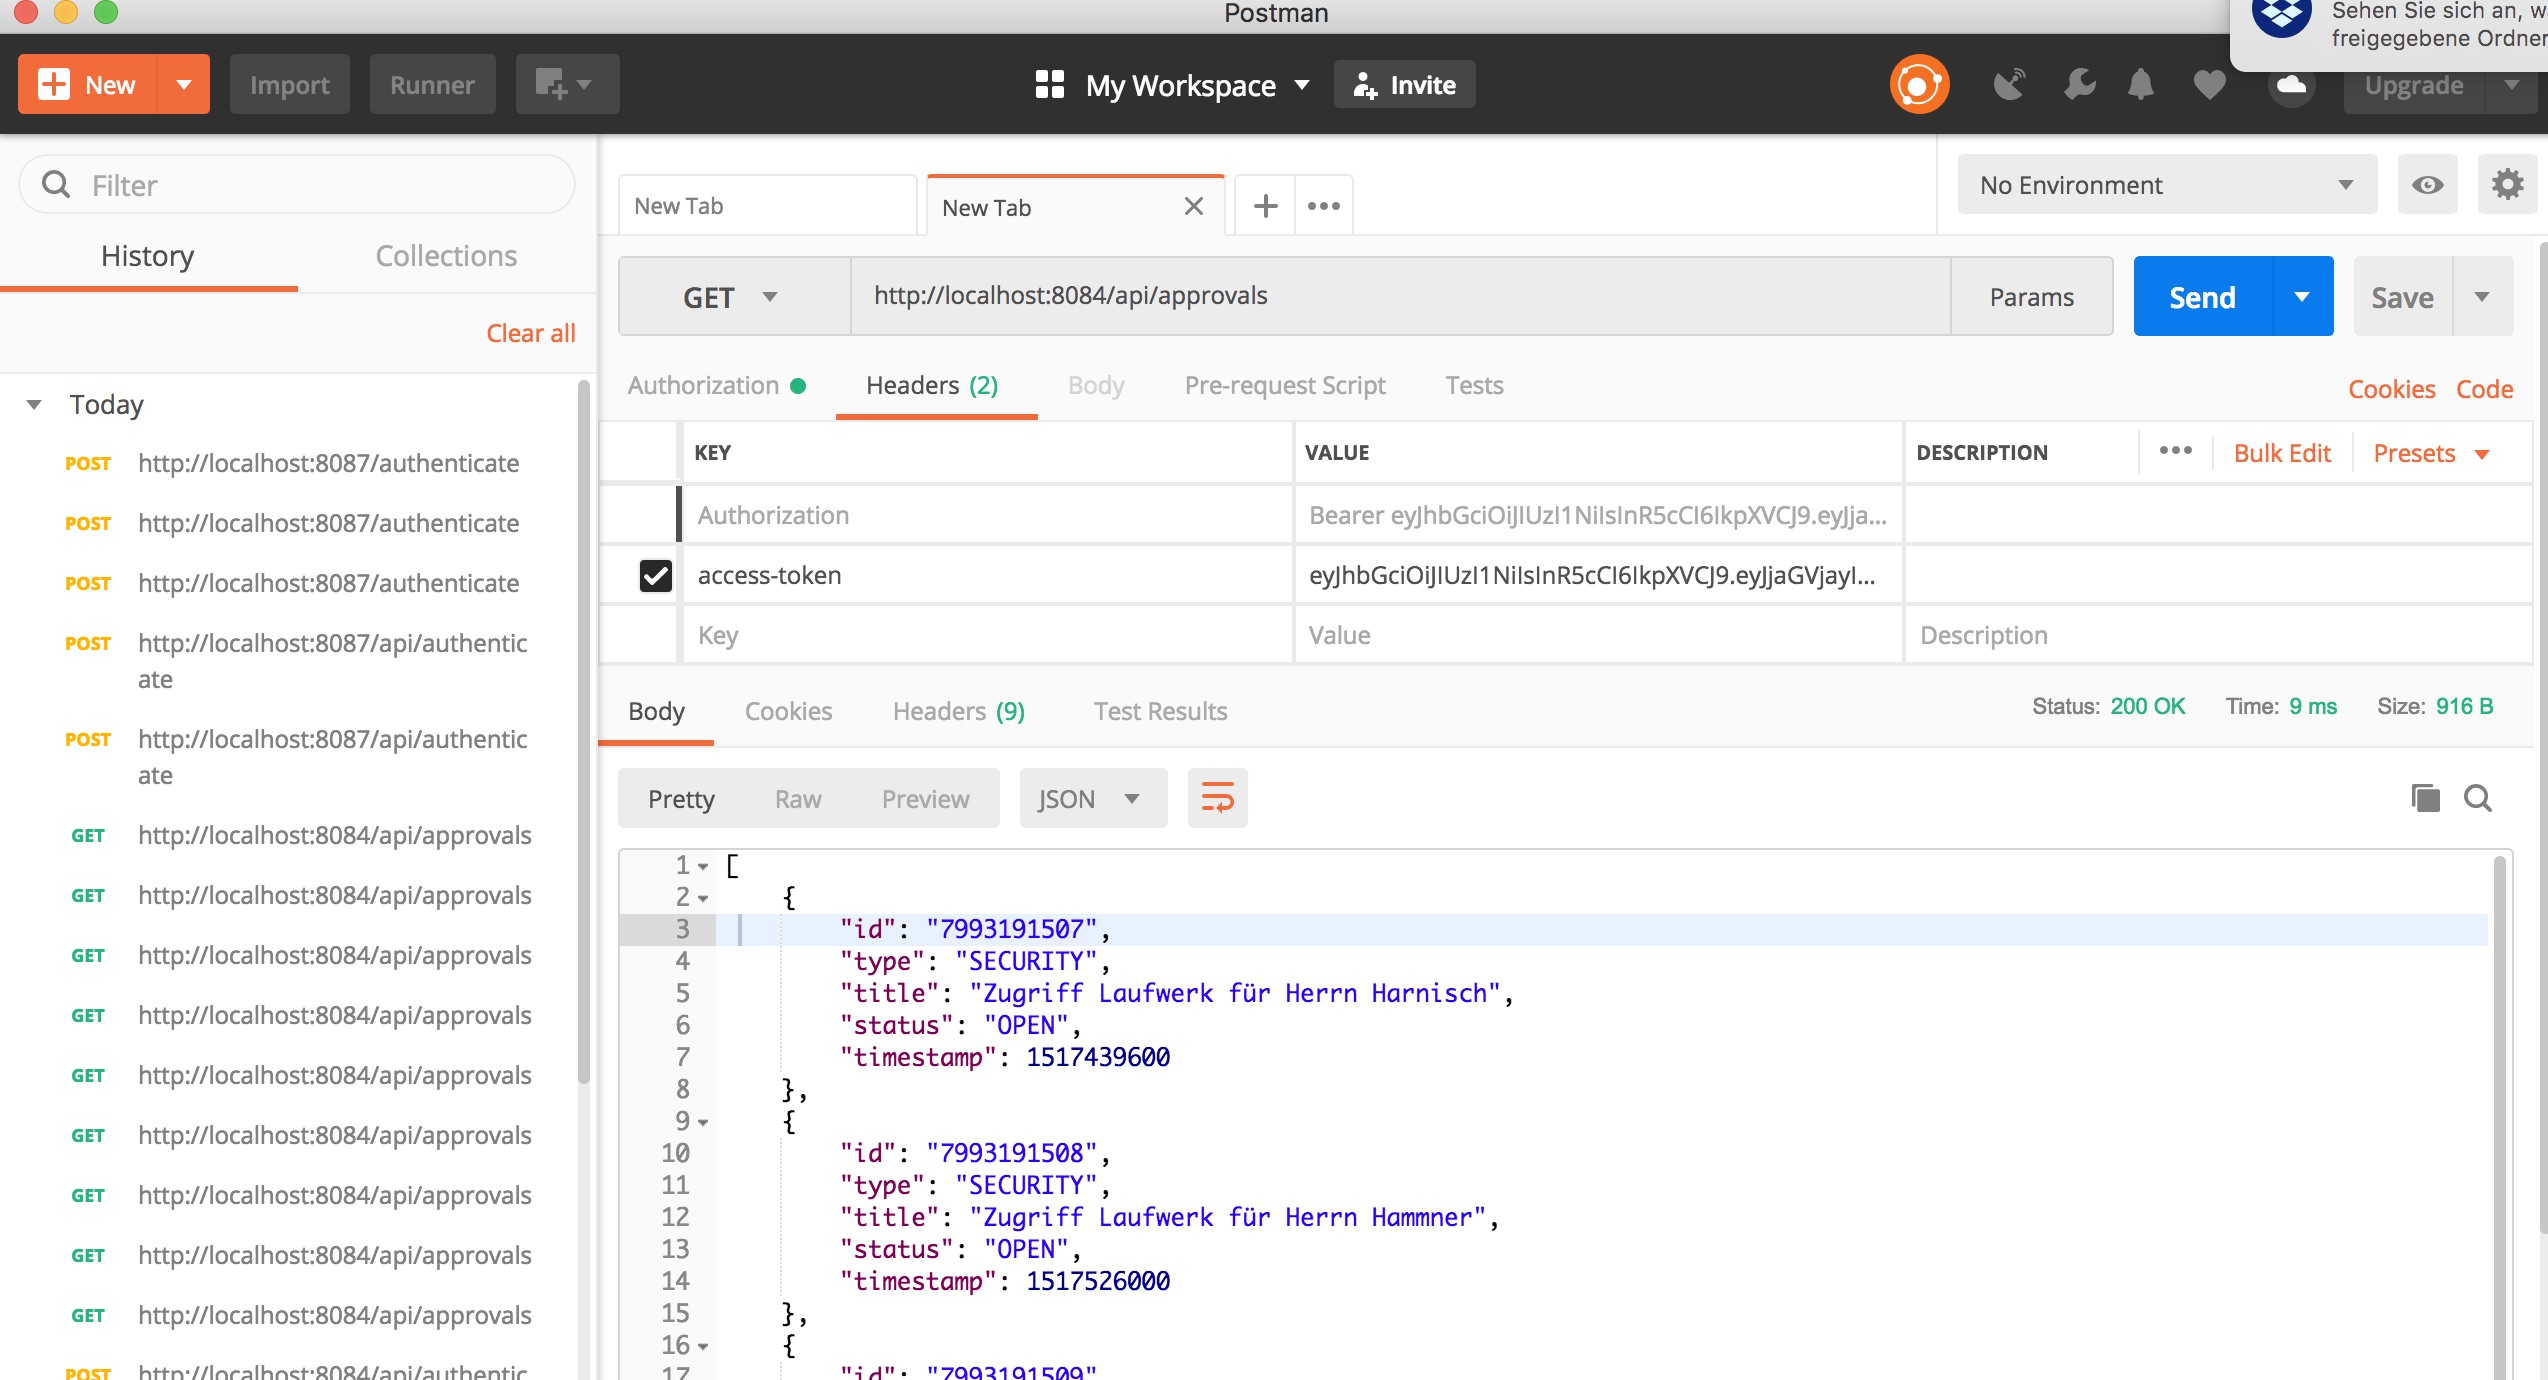 Postman
Sehen Sie sich an, w
freigegebene Ordner
New
Import
Runner
My Workspace
Invite
Upgrade
Filter
History
Collections
Clear all
Today
POST http://localhost:8087/authenticate
POST http://localhost:8087/authenticate
POST http://localhost:8087/authenticate
POST http://localhost:8087/api/authentic
ate
POST http://localhost:8087/api/authentic
ate
GET http://localhost:8084/api/approvals
GET http://localhost:8084/api/approvals
GET http://localhost:8084/api/approvals
GET http://localhost:8084/api/approvals
GET http://localhost:8084/api/approvals
GET http://localhost:8084/api/approvals
GET http://localhost:8084/api/approvals
GET http://localhost:8084/api/approvals
GET http://localhost:8084/api/approvals
POST http://localhost:8084/api/authentic
New Tab
New Tab
No Environment
GET
http://localhost:8084/api/approvals
Params
Send
Save
Authorization
Headers (2)
Body
Pre-request Script
Tests
Cookies
Code
KEY
VALUE
DESCRIPTION
Bulk Edit
Presets
Authorization
Bearer eyJhbGciOiJIUzI1NiIsInR5cCI6IkpXVCJ9.eyJja...
access-token
eyJhbGciOiJIUzI1NiIsInR5cCI6IkpXVCJ9.eyJjaGVjayI...
Key
Value
Description
Body
Cookies
Headers (9)
Test Results
Status: 200 OK
Time: 9 ms
Size: 916 B
Pretty
Raw
Preview
JSON
1 [
2 {
3 "id": "7993191507",
4 "type": "SECURITY",
5 "title": "Zugriff Laufwerk für Herrn Harnisch",
6 "status": "OPEN",
7 "timestamp": 1517439600
8 },
9 {
10 "id": "7993191508",
11 "type": "SECURITY",
12 "title": "Zugriff Laufwerk für Herrn Hammner",
13 "status": "OPEN",
14 "timestamp": 1517526000
15 },
16 {
17 "id": "7993191509"